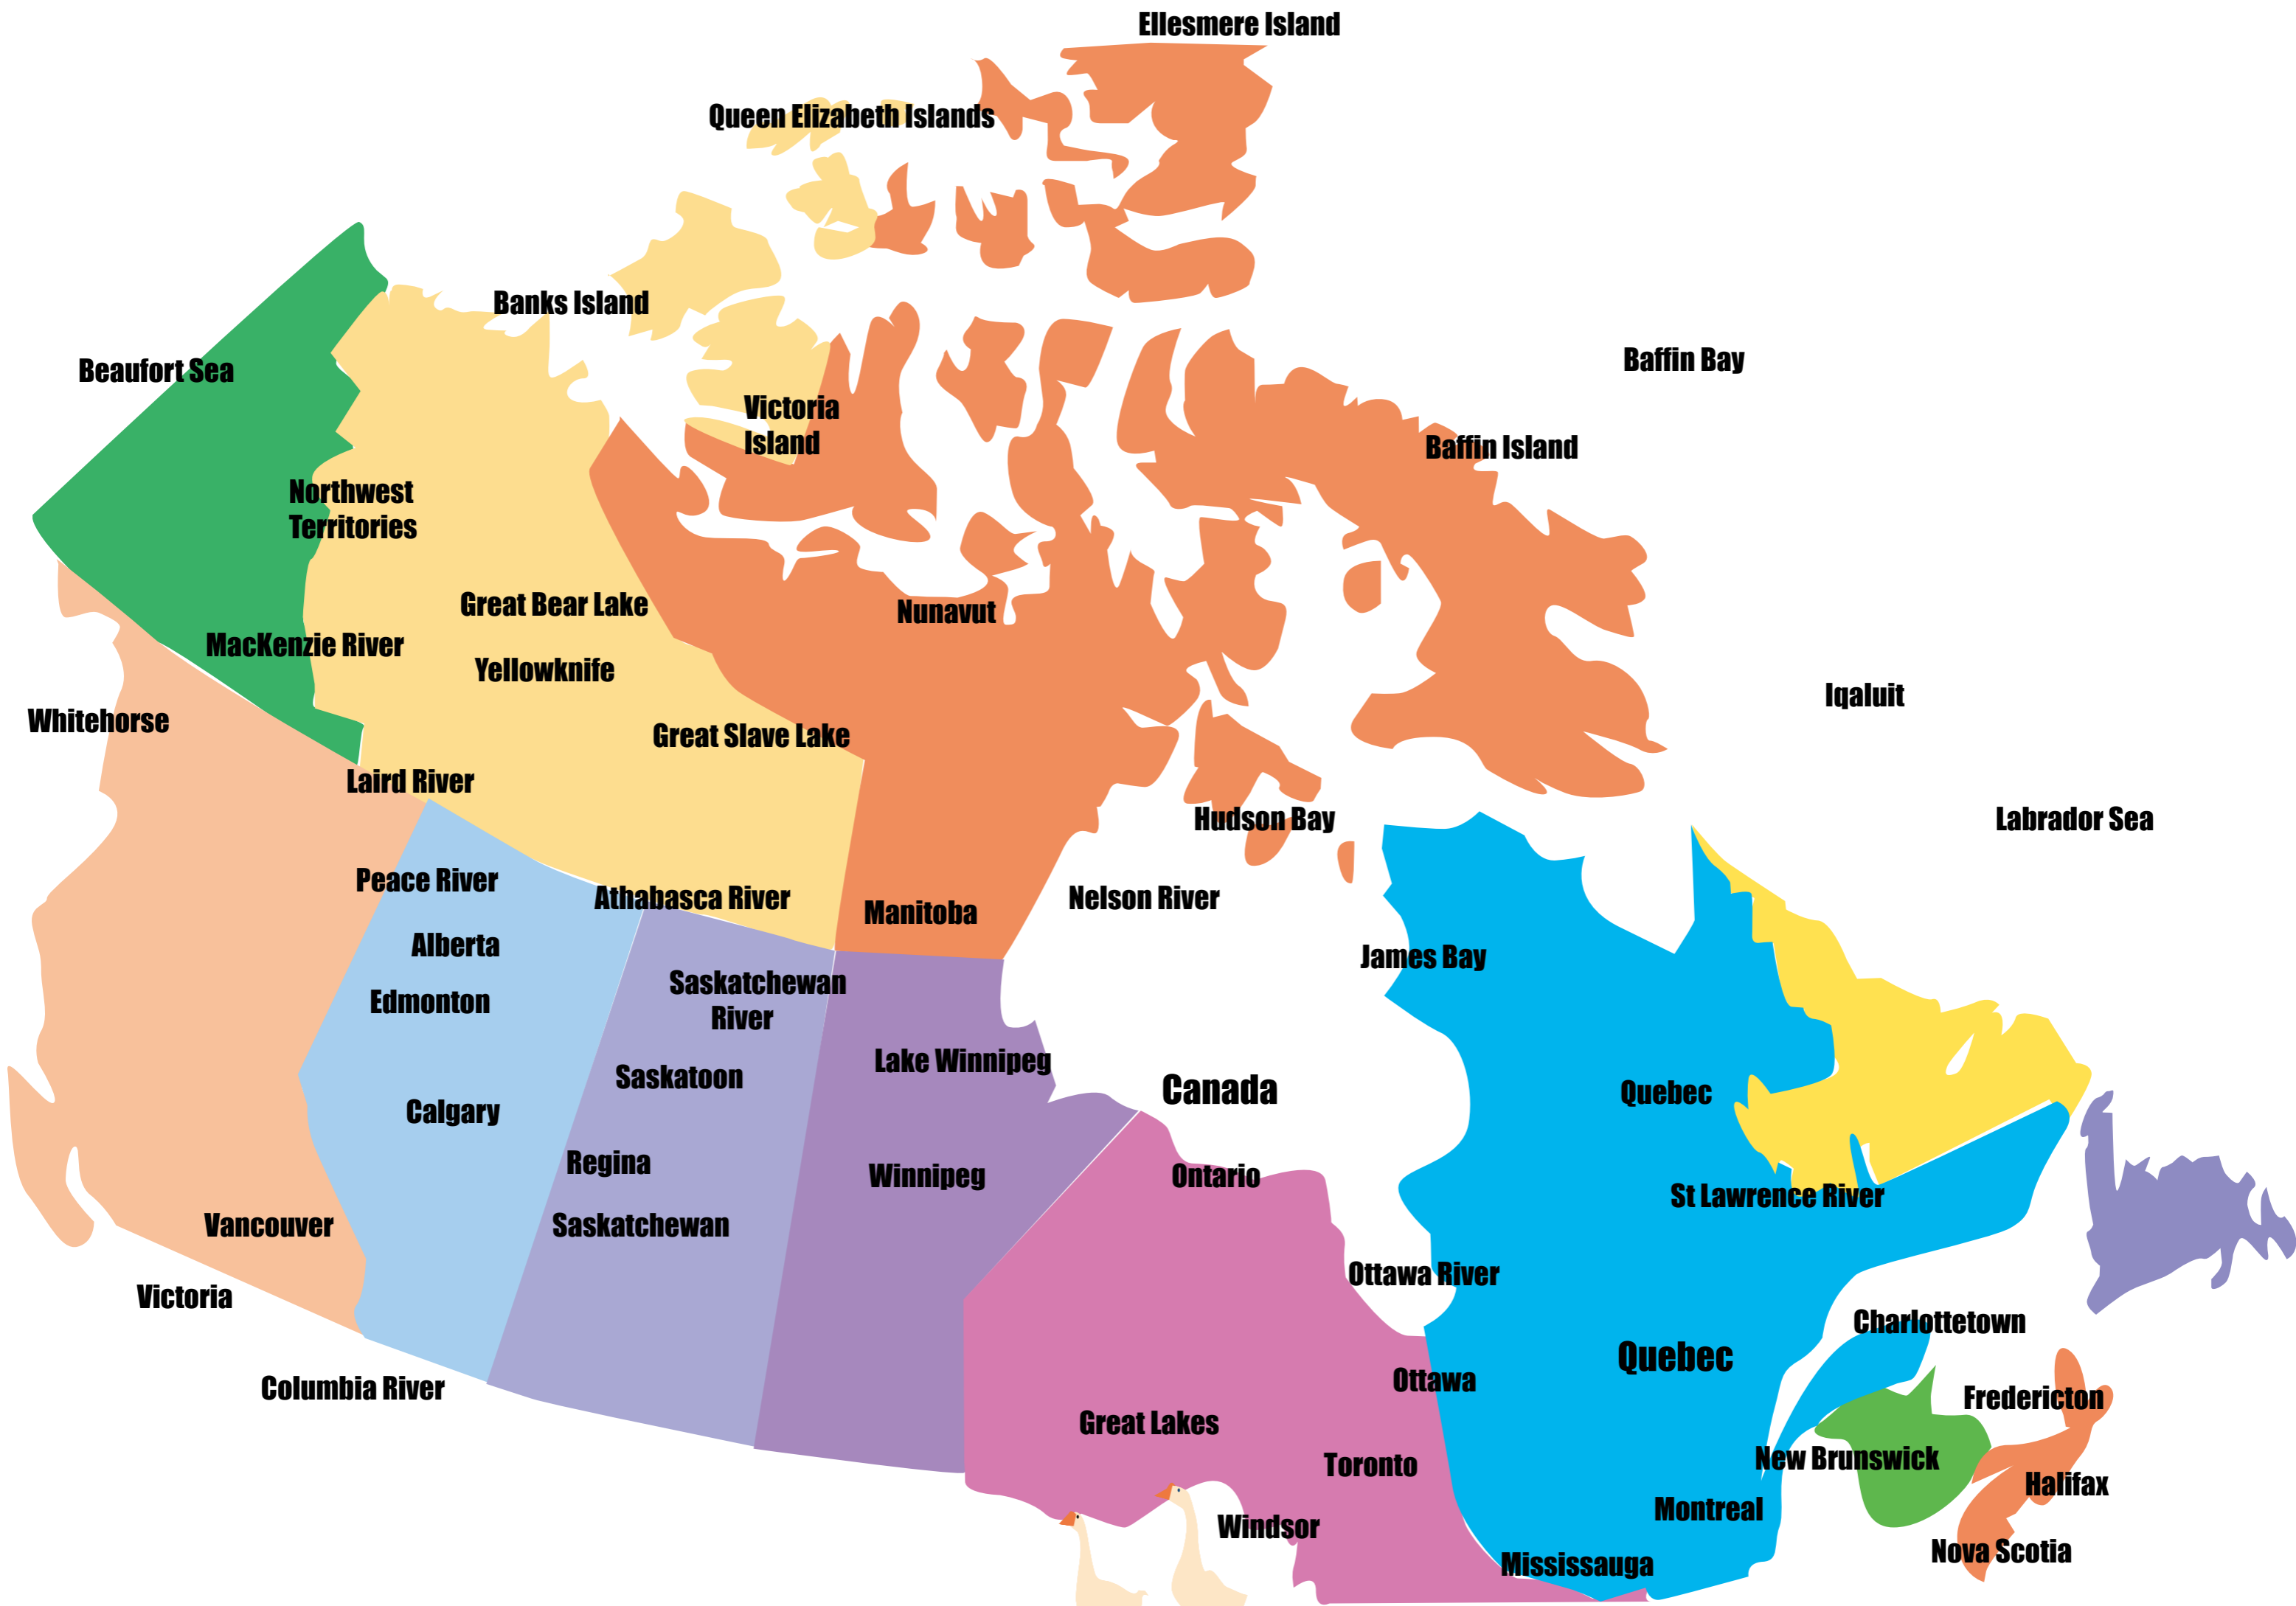 Ellesmere Island
Queen Elizabeth Islands
Banks Island
Beaufort Sea
Baffin Bay
Victoria
Island
Baffin Island
Northwest
Territories
Great Bear Lake
Nunavut
MacKenzie River
Yellowknife
Iqaluit
Whitehorse
Great Slave Lake
Laird River
Hudson Bay
Labrador Sea
Peace River
Athabasca River
Nelson River
Manitoba
Alberta
James Bay
Saskatchewan
River
Edmonton
Lake Winnipeg
Saskatoon
Canada
Quebec
Calgary
Regina
Winnipeg
Ontario
St Lawrence River
Vancouver
Saskatchewan
Ottawa River
Victoria
Charlottetown
Quebec
Ottawa
Columbia River
Fredericton
Great Lakes
New Brunswick
Toronto
Halifax
Montreal
Windsor
Nova Scotia
Mississauga